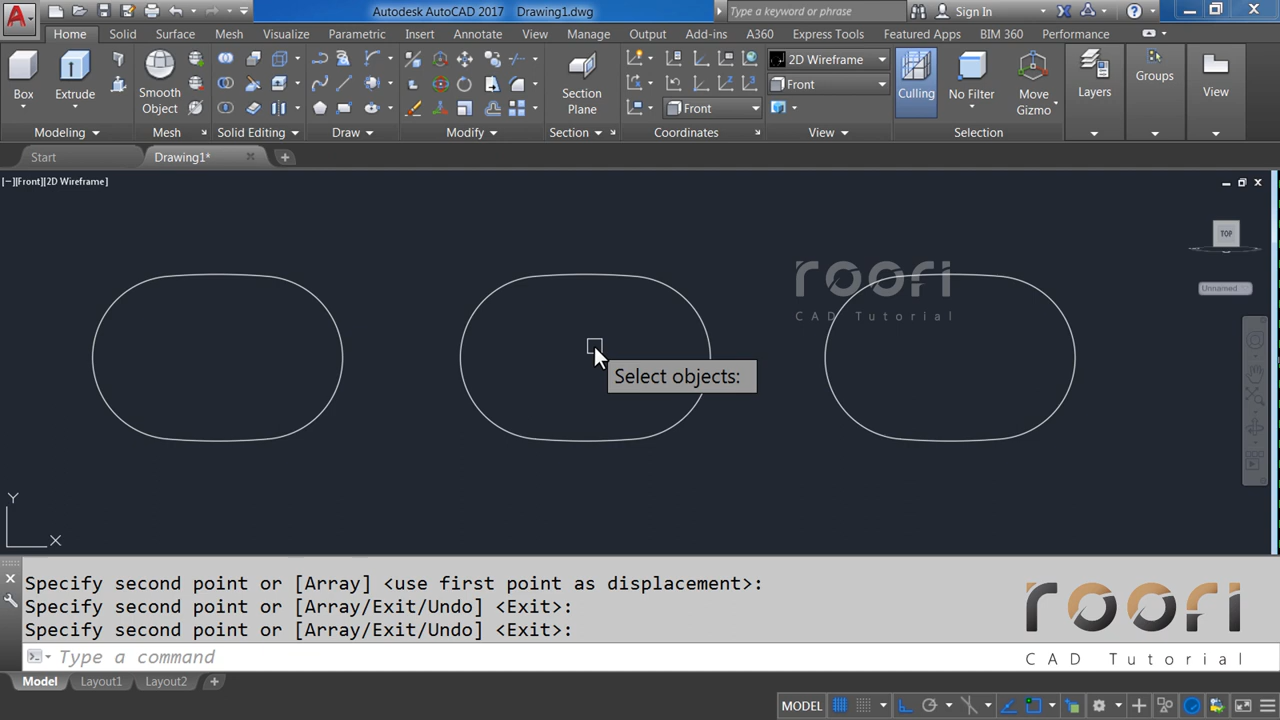 Autodesk AutoCAD 2017 Drawing1.dwg
Type a keyword or phrase
Sign In
Home Solid Surface Mesh Visualize Parametric Insert Annotate View Manage Output Add-ins A360 Express Tools Featured Apps BIM 360 Performance
Box
Extrude
Smooth Object
Section Plane
2D Wireframe
Front
Front
Culling
No Filter
Move Gizmo
Layers
Groups
View
Modeling Mesh Solid Editing Draw Modify Section Coordinates View Selection
Start Drawing1*
[−][Front][2D Wireframe]
TOP
Unnamed
roori
CAD Tutorial
Select objects:
Y
X
Specify second point or [Array] <use first point as displacement>:
Specify second point or [Array/Exit/Undo] <Exit>:
Specify second point or [Array/Exit/Undo] <Exit>:
Type a command
roori
CAD Tutorial
Model Layout1 Layout2
MODEL